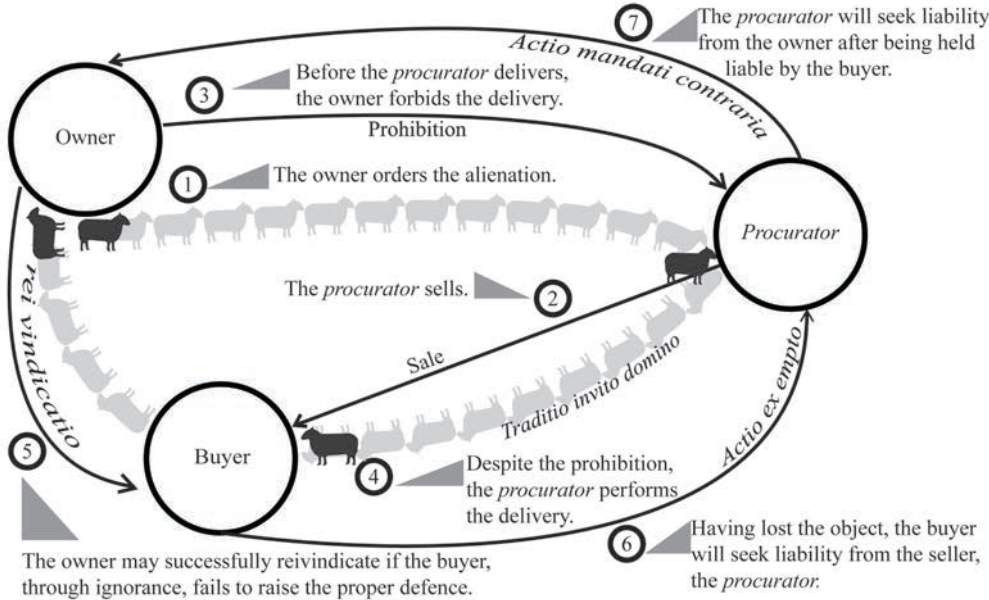 7
The procurator will seek liability
from the owner after being held
liable by the buyer.
Actio mandati contraria
3
Before the procurator delivers,
the owner forbids the delivery.
Owner
Prohibition
1
The owner orders the alienation.
Procurator
The procurator sells.
2
rei vindicatio
Sale
Traditio invito domino
Actio ex empto
Buyer
5
4
Despite the prohibition,
the procurator performs
the delivery.
6
Having lost the object, the buyer
will seek liability from the seller,
the procurator.
The owner may successfully reivindicate if the buyer,
through ignorance, fails to raise the proper defence.